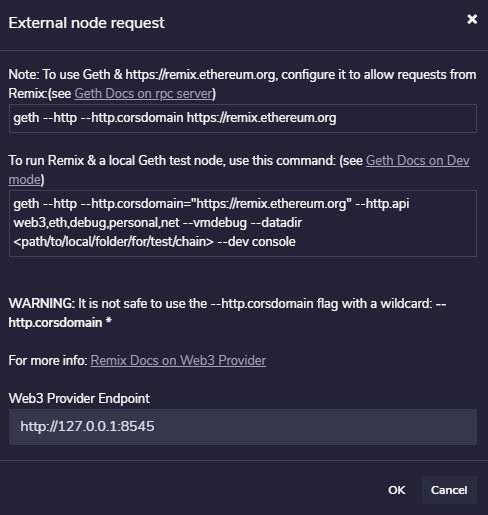 External node request
×
Note: To use Geth & https://remix.ethereum.org, configure it to allow requests from
Remix:(see Geth Docs on rpc server)
geth --http --http.corsdomain https://remix.ethereum.org
To run Remix & a local Geth test node, use this command: (see Geth Docs on Dev
mode)
geth --http --http.corsdomain="https://remix.ethereum.org" --http.api
web3,eth,debug,personal,net --vmdebug --datadir
<path/to/local/folder/for/test/chain> --dev console
WARNING: It is not safe to use the --http.corsdomain flag with a wildcard: --
http.corsdomain *
For more info: Remix Docs on Web3 Provider
Web3 Provider Endpoint
http://127.0.0.1:8545
OK Cancel